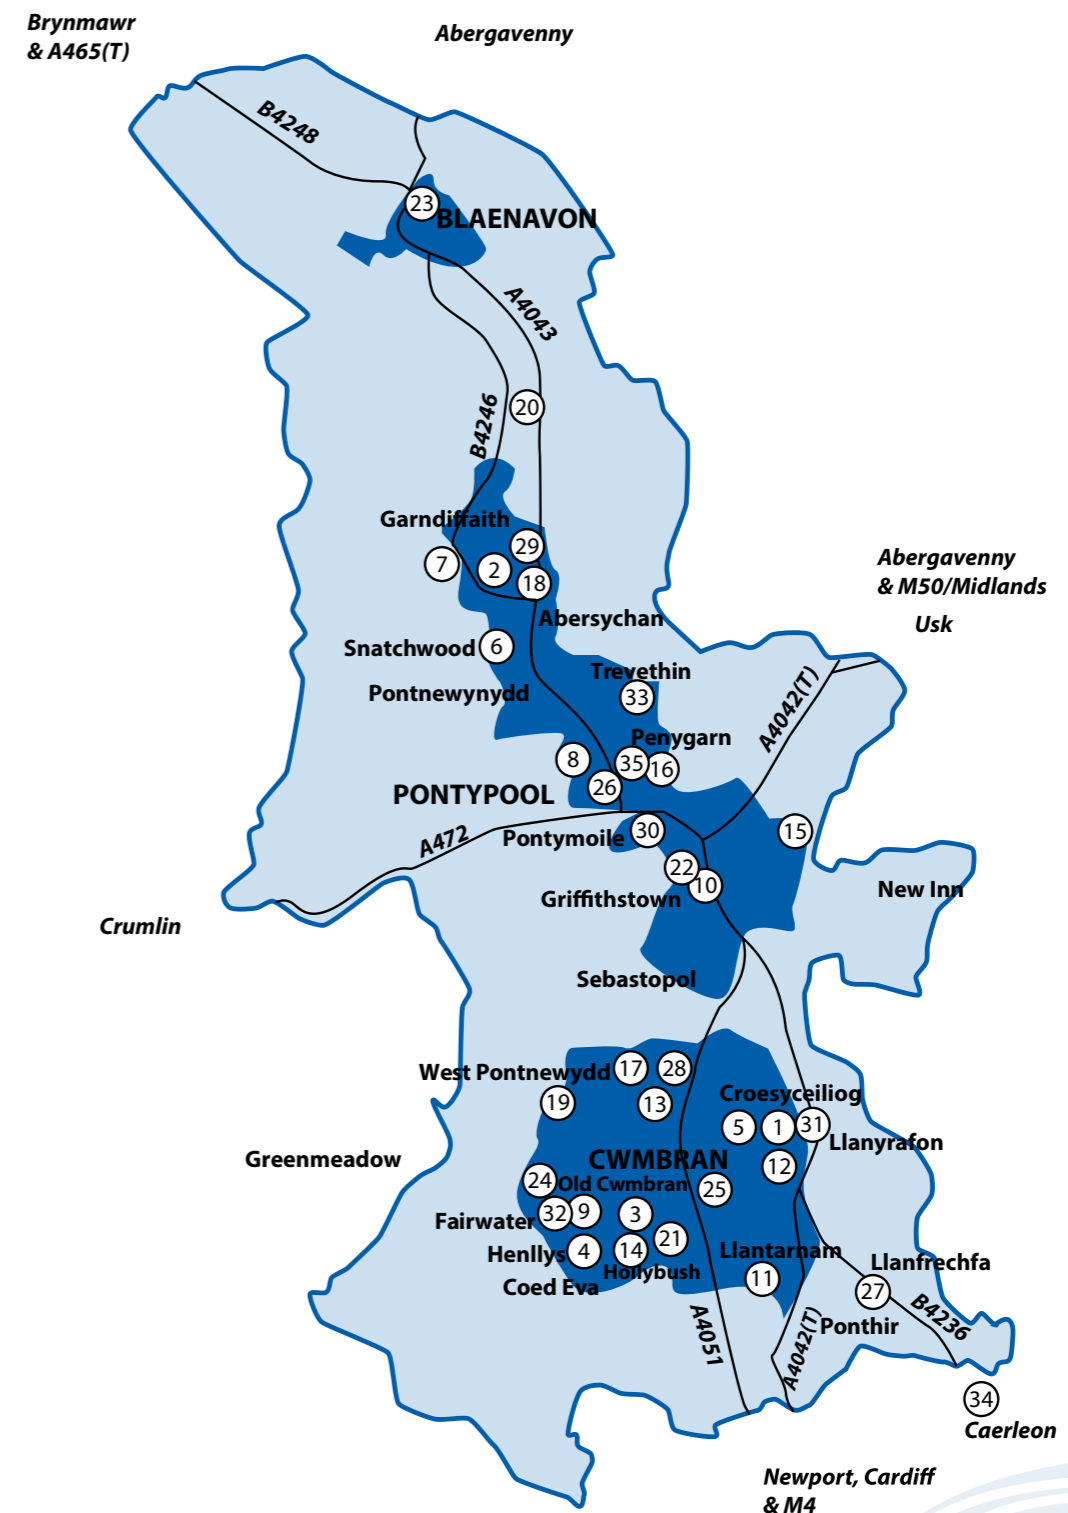 Brynmawr
& A465(T)
Abergavenny
B4248
23
BLAENAVON
A4043
20
B4246
Garndiffaith
29
7
2
18
Abersychan
Abergavenny
& M50/Midlands
Usk
Snatchwood
6
Trevethin
33
Pontnewynydd
A4042(T)
Penygarn
8
35
16
26
PONTYPOOL
A472
Pontymoile
30
15
22
10
Griffithstown
New Inn
Crumlin
Sebastopol
West Pontnewydd
17
28
19
13
Croesyceiliog
5
1
31
Llanyrafon
Greenmeadow
CWMBRAN
12
24
Old Cwmbran
25
Fairwater
32
9
3
21
Henllys
4
14
Llantarnam
Hollybush
Coed Eva
11
Llanfrechfa
27
B4236
Ponthir
A4051
A4042(T)
34
Caerleon
Newport, Cardiff
& M4